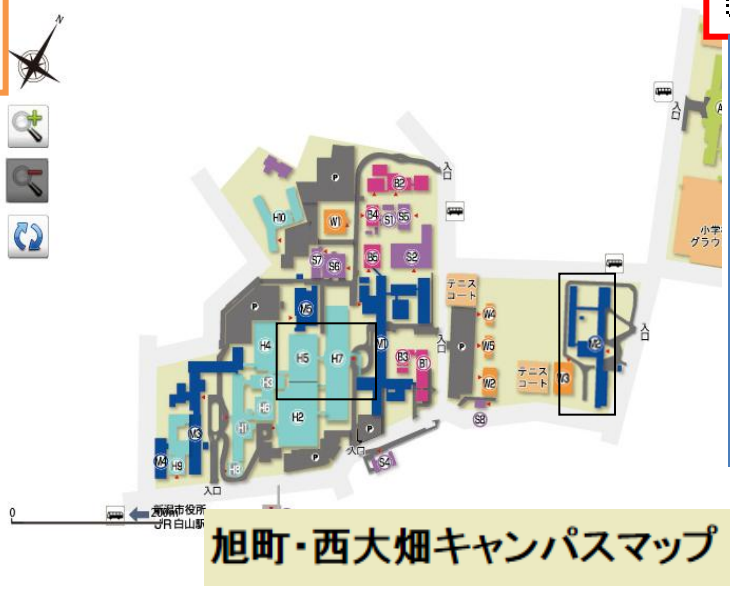 N
P
入口
入口
B2
H10
W1
B4
S1
S5
小学
グラウ
S7
S6
B6
S2
テニス
コート
P
M5
W4
入口
H4
H5
H7
M1
B3
B1
入口
P
W5
M2
H3
テニス
コート
W3
W2
H6
H2
H1
M3
P
S8
M4
H9
H8
P
入口
S4
入口
0
200m
新潟市役所
JR白山駅
旭町・西大畑キャンパスマップ